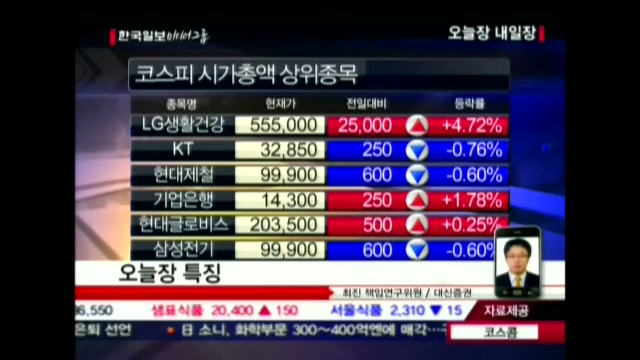 한국일보 미디어그룹
오늘장 내일장
코스피 시가총액 상위종목
종목명 현재가 전일대비 등락률
LG생활건강 555,000 25,000 ▲ +4.72%
KT 32,850 250 ▼ -0.76%
현대제철 99,900 600 ▼ -0.60%
기업은행 14,300 250 ▲ +1.78%
현대글로비스 203,500 500 ▲ +0.25%
삼성전기 99,900 600 ▼ -0.60%
오늘장 특징
최진 책임연구위원 / 대신증권
6,550 샘표식품 20,400 ▲ 150 서울식품 2,310 ▼ 15 자료제공
은퇴 선언 日 소니, 화학부문 300~400억엔에 매각… 코스콤